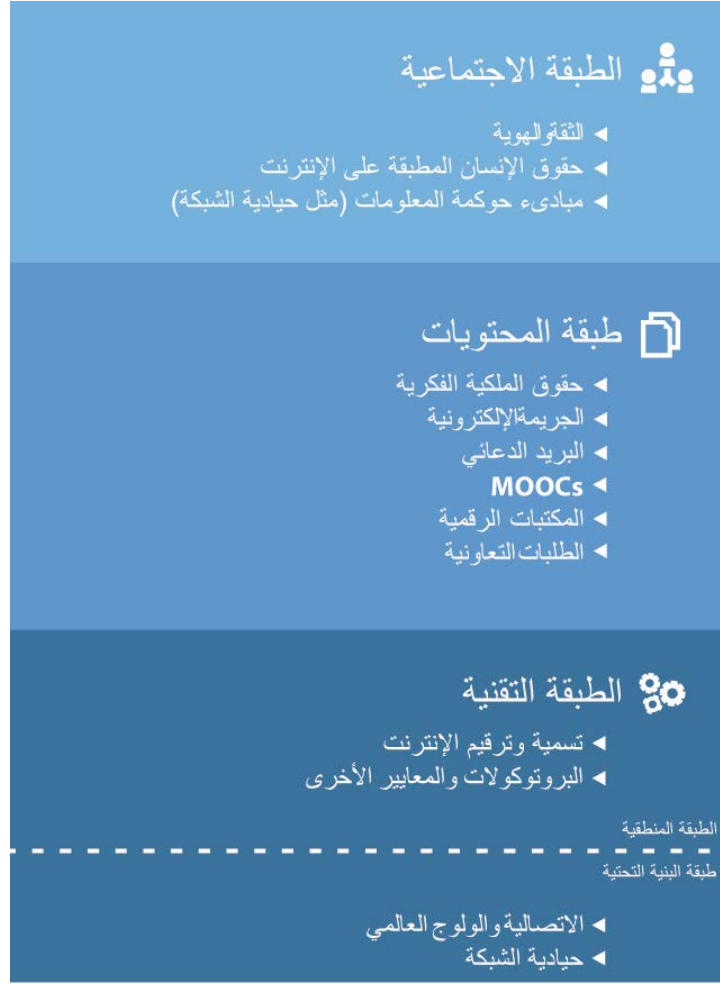 الطبقة الاجتماعية
الثقةوالهوية
حقوق الإنسان المطبقة على الإنترنت
مبادىء حوكمة المعلومات (مثل حيادية الشبكة)
طبقة المحتويات
حقوق الملكية الفكرية
الجريمةالإلكترونية
البريد الدعائي
MOOCs
المكتبات الرقمية
الطلبات التعاونية
الطبقة التقنية
تسمية وترقيم الإنترنت
البروتوكولات والمعايير الأخرى
الطبقة المنطقية
طبقة البنية التحتية
الاتصالية والولوج العالمي
حيادية الشبكة